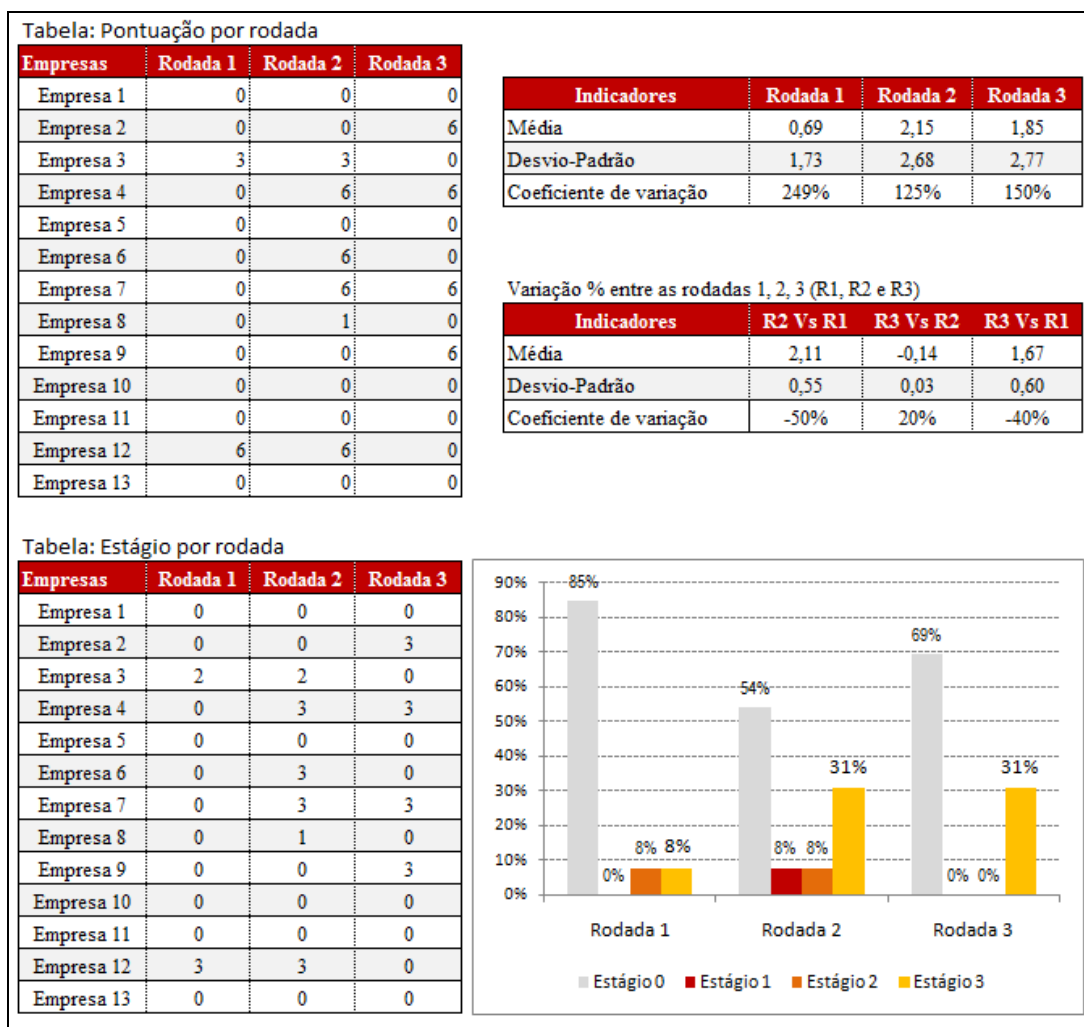 Tabela: Pontuação por rodada
Empresas Rodada 1 Rodada 2 Rodada 3
Empresa 1 0 0 0
Empresa 2 0 0 6
Empresa 3 3 3 0
Empresa 4 0 6 6
Empresa 5 0 0 0
Empresa 6 0 6 0
Empresa 7 0 6 6
Empresa 8 0 1 0
Empresa 9 0 0 6
Empresa 10 0 0 0
Empresa 11 0 0 0
Empresa 12 6 6 0
Empresa 13 0 0 0
Indicadores Rodada 1 Rodada 2 Rodada 3
Média 0,69 2,15 1,85
Desvio-Padrão 1,73 2,68 2,77
Coeficiente de variação 249% 125% 150%
Variação % entre as rodadas 1, 2, 3 (R1, R2 e R3)
Indicadores R2 Vs R1 R3 Vs R2 R3 Vs R1
Média 2,11 -0,14 1,67
Desvio-Padrão 0,55 0,03 0,60
Coeficiente de variação -50% 20% -40%
Tabela: Estágio por rodada
Empresas Rodada 1 Rodada 2 Rodada 3
Empresa 1 0 0 0
Empresa 2 0 0 3
Empresa 3 2 2 0
Empresa 4 0 3 3
Empresa 5 0 0 0
Empresa 6 0 3 0
Empresa 7 0 3 3
Empresa 8 0 1 0
Empresa 9 0 0 3
Empresa 10 0 0 0
Empresa 11 0 0 0
Empresa 12 3 3 0
Empresa 13 0 0 0
90%
80%
70%
60%
50%
40%
30%
20%
10%
0%
85% 0% 8% 8%
54% 8% 8% 31%
69% 0% 0% 31%
Rodada 1 Rodada 2 Rodada 3
Estágio 0 Estágio 1 Estágio 2 Estágio 3